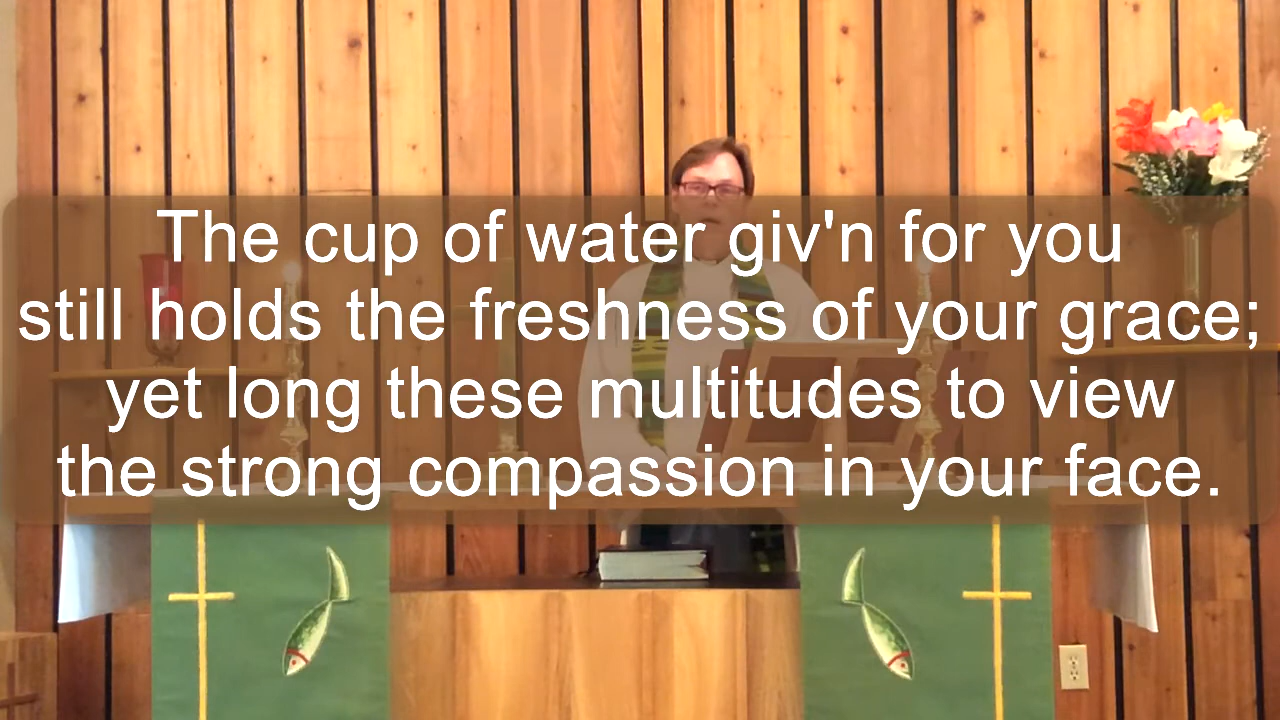 The cup of water giv'n for you
still holds the freshness of your grace;
yet long these multitudes to view
the strong compassion in your face.